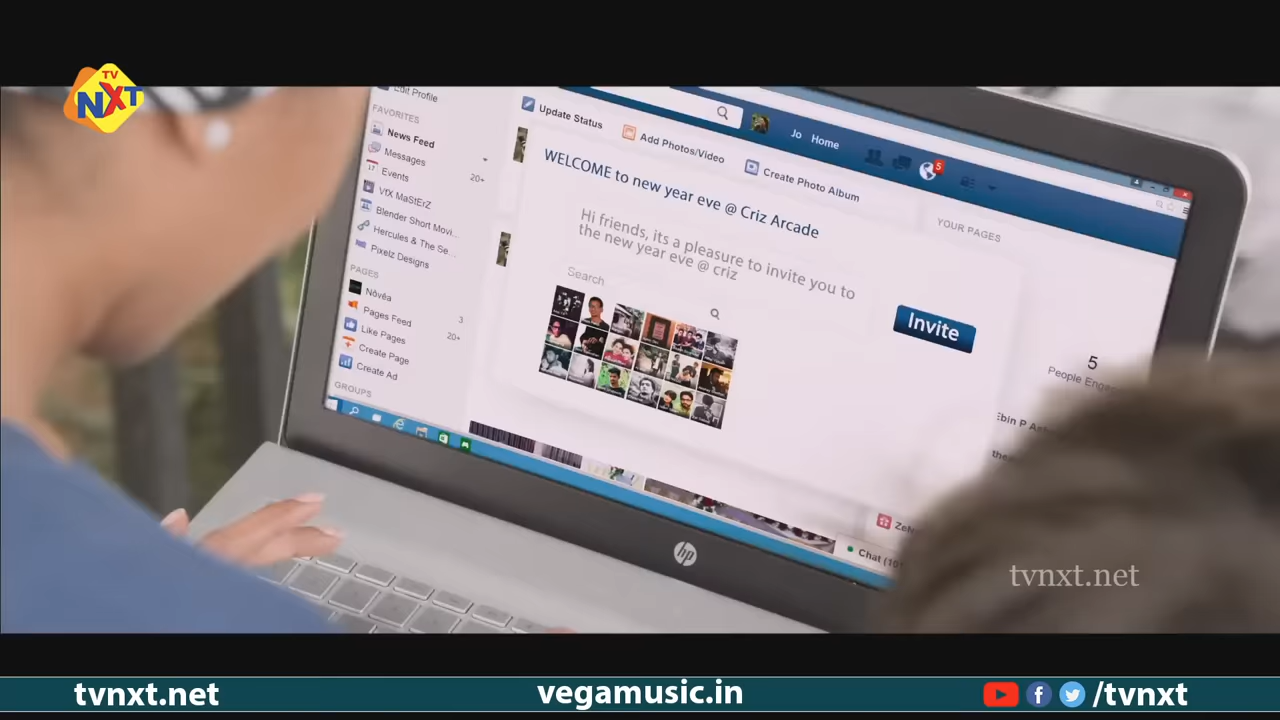 TV
NXT
Edit Profile
FAVORITES
News Feed
Messages
20+
Events
VfX MaStErZ
Blender Short Movi...
Hercules & The Se...
Pixelz Designs
PAGES
Nôvêa
3
Pages Feed
20+
Like Pages
Create Page
Create Ad
GROUPS
Update Status
Add Photos/Video
Create Photo Album
Jo
Home
5
WELCOME to new year eve @ Criz Arcade
Hi friends, its a pleasure to invite you to
the new year eve @ criz
Search
Invite
YOUR PAGES
5
People
Ebin P
Chat
hp
tvnxt.net
tvnxt.net
vegamusic.in
/tvnxt